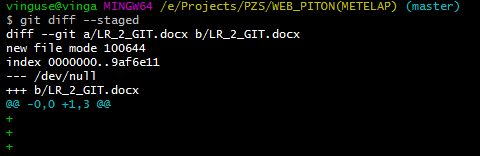 vinguse@vinga MINGW64 /e/Projects/PZS/WEB_PITON(METELAP) (master)
$ git diff --staged
diff --git a/LR_2_GIT.docx b/LR_2_GIT.docx
new file mode 100644
index 0000000..9af6e11
--- /dev/null
+++ b/LR_2_GIT.docx
@@ -0,0 +1,3 @@
+
+
+